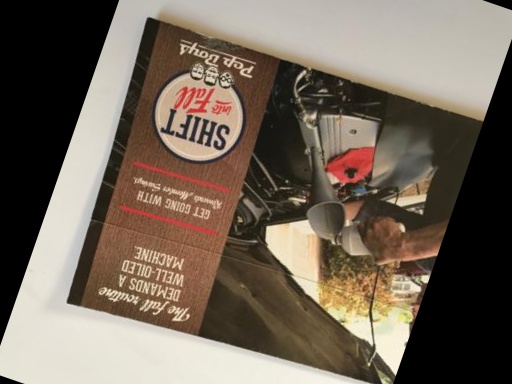 The fall routine
DEMANDS A
WELL-OILED
MACHINE.
GET GOING WITH
Rewards Member Savings.
SHIFT
into
Fall
Pep Boys